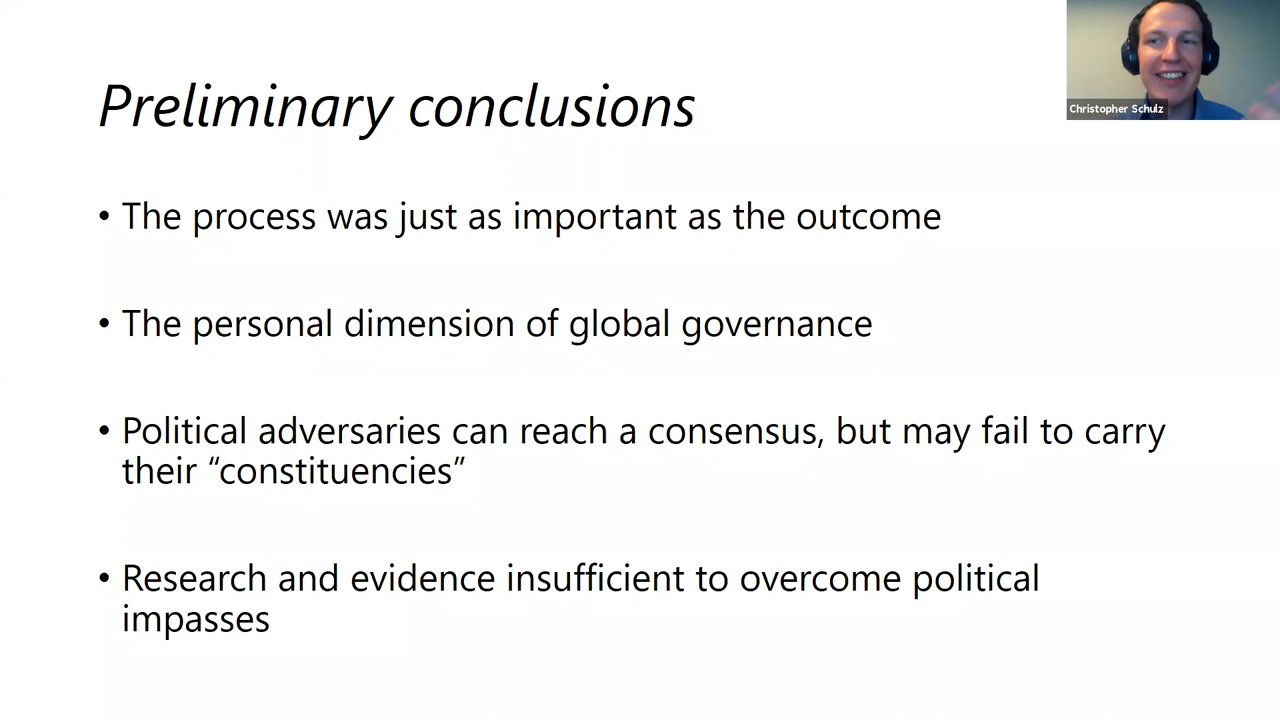 Preliminary conclusions
Christopher Schulz
• The process was just as important as the outcome
• The personal dimension of global governance
• Political adversaries can reach a consensus, but may fail to carry
their “constituencies”
• Research and evidence insufficient to overcome political
impasses